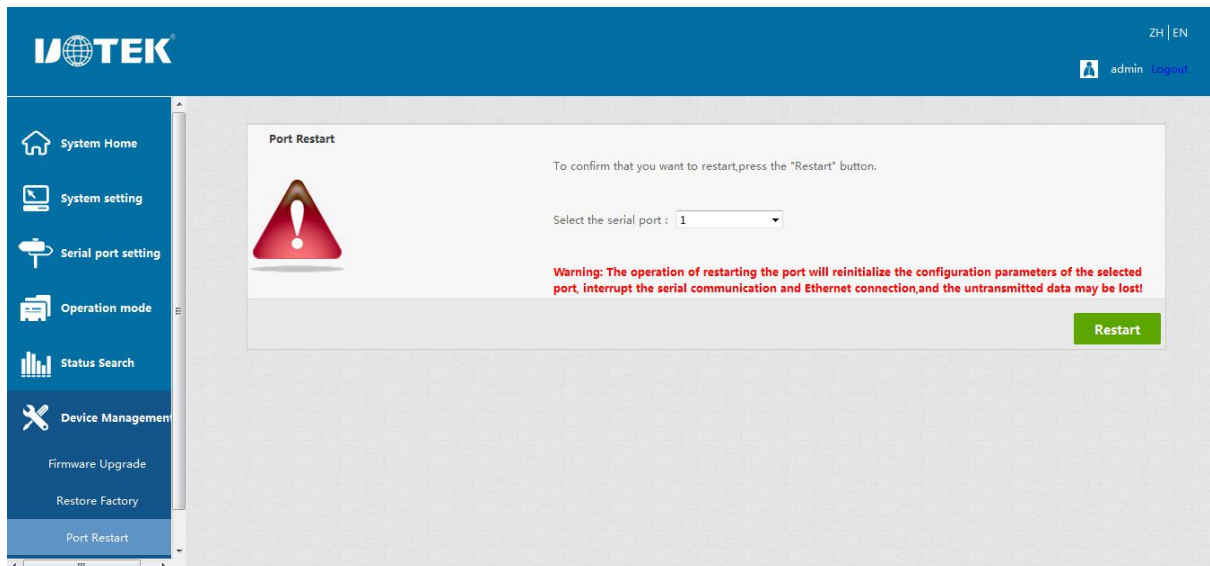 UOTEK
ZH | EN
admin Logout
System Home
System setting
Serial port setting
Operation mode
Status Search
Device Management
Firmware Upgrade
Restore Factory
Port Restart
Port Restart
To confirm that you want to restart,press the "Restart" button.
Select the serial port : 1
Warning: The operation of restarting the port will reinitialize the configuration parameters of the selected
port, interrupt the serial communication and Ethernet connection,and the untransmitted data may be lost!
Restart